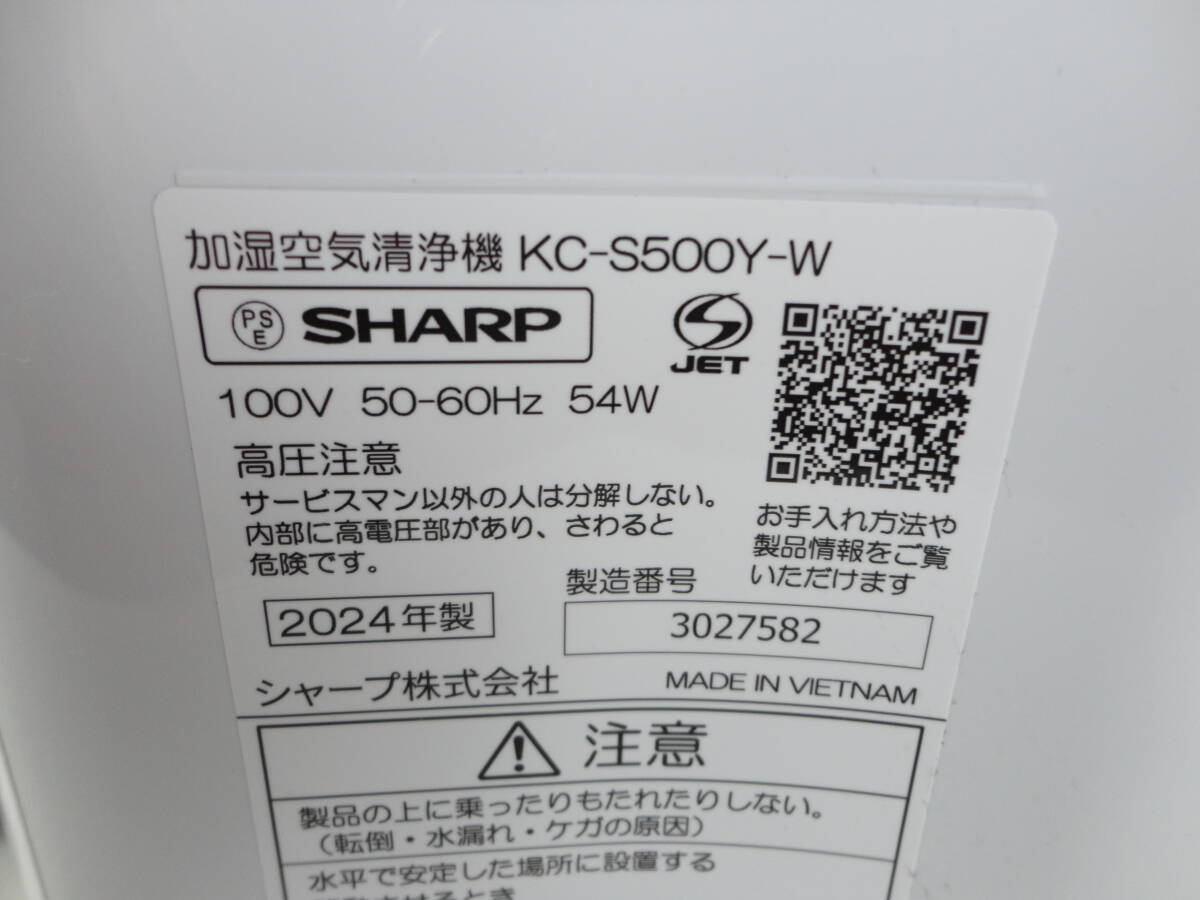 加湿空気清浄機 KC-S500Y-W
PS
E
SHARP
JET
100V 50-60Hz 54W
高圧注意
サービスマン以外の人は分解しない。
内部に高電圧部があり、さわると
危険です。
お手入れ方法や
製品情報をご覧
いただけます
2024年製
製造番号
3027582
シャープ株式会社
MADE IN VIETNAM
注意
製品の上に乗ったりもたれたりしない。
（転倒・水漏れ・ケガの原因）
水平で安定した場所に設置する
させるとき